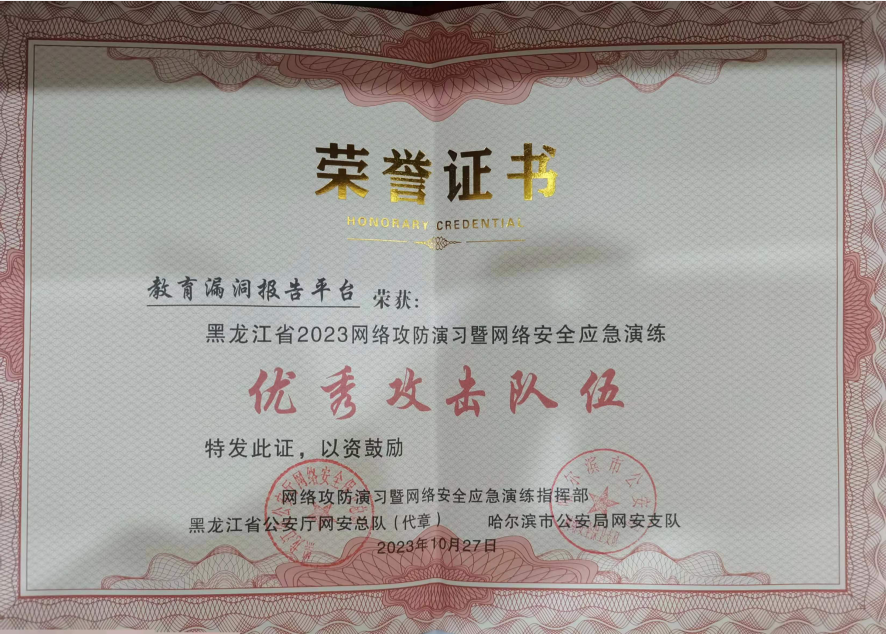 荣誉证书
HONORARY CREDENTIAL
教育漏洞报告平台 荣获:
黑龙江省2023网络攻防演习暨网络安全应急演练
优秀攻击队伍
特发此证，以资鼓励
网络攻防演习暨网络安全应急演练指挥部
黑龙江省公安厅网安总队(代章) 哈尔滨市公安局网安支队
2023年10月27日